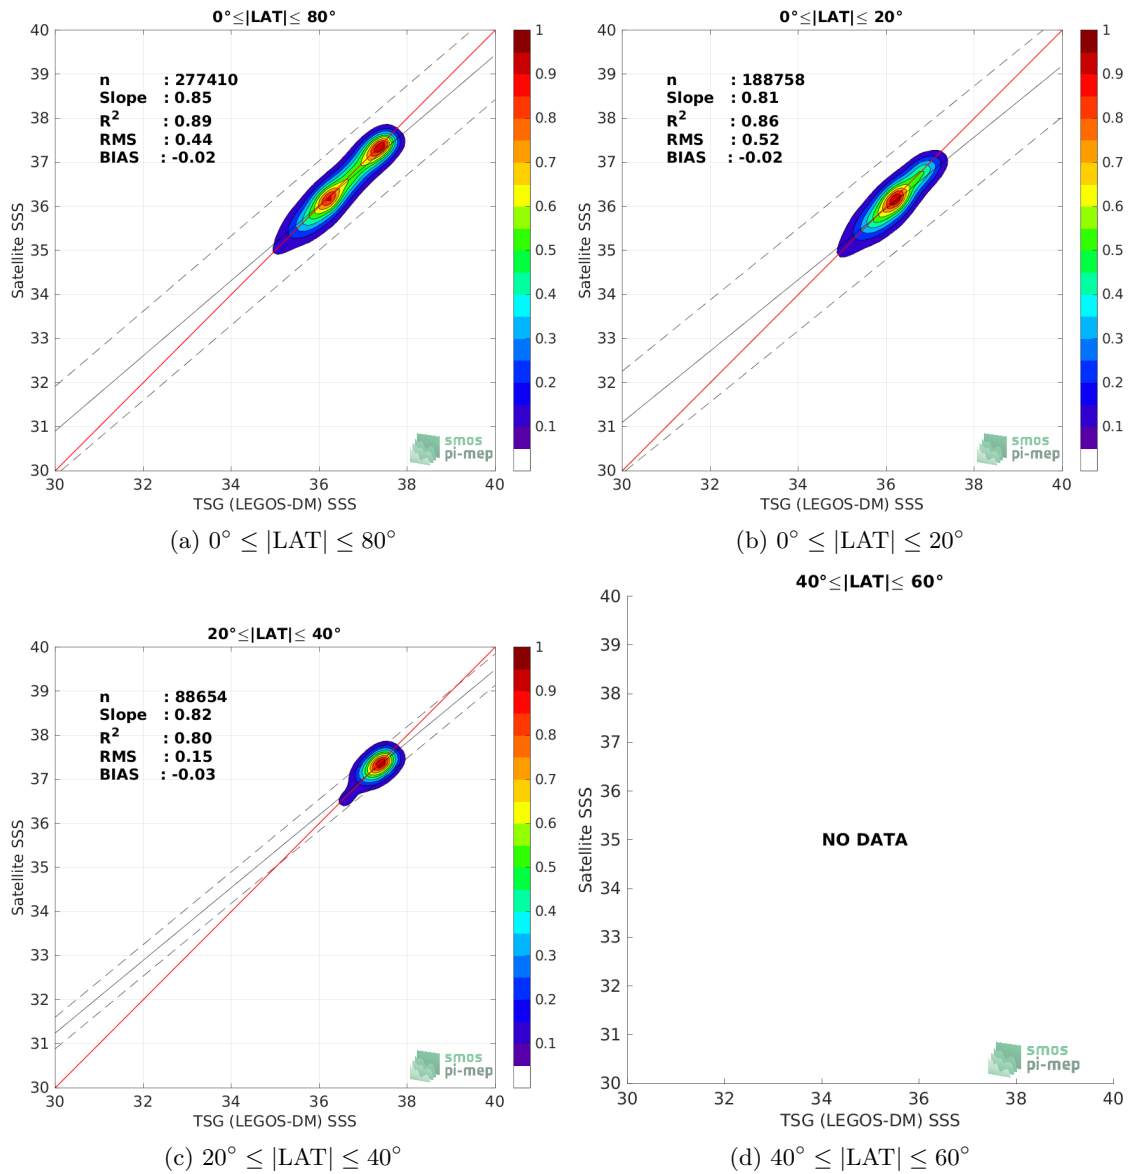 0°≤|LAT|≤ 80°
n : 277410
Slope : 0.85
R² : 0.89
RMS : 0.44
BIAS : -0.02
40
39
38
37
36
35
34
33
32
31
30
30 32 34 36 38 40
Satellite SSS
TSG (LEGOS-DM) SSS
1
0.9
0.8
0.7
0.6
0.5
0.4
0.3
0.2
0.1
smos
pi-mep
(a) 0° ≤ |LAT| ≤ 80°
0°≤|LAT|≤ 20°
n : 188758
Slope : 0.81
R² : 0.86
RMS : 0.52
BIAS : -0.02
40
39
38
37
36
35
34
33
32
31
30
30 32 34 36 38 40
Satellite SSS
TSG (LEGOS-DM) SSS
1
0.9
0.8
0.7
0.6
0.5
0.4
0.3
0.2
0.1
smos
pi-mep
(b) 0° ≤ |LAT| ≤ 20°
20°≤|LAT|≤ 40°
n : 88654
Slope : 0.82
R² : 0.80
RMS : 0.15
BIAS : -0.03
40
39
38
37
36
35
34
33
32
31
30
30 32 34 36 38 40
Satellite SSS
TSG (LEGOS-DM) SSS
1
0.9
0.8
0.7
0.6
0.5
0.4
0.3
0.2
0.1
smos
pi-mep
(c) 20° ≤ |LAT| ≤ 40°
40°≤|LAT|≤ 60°
40
39
38
37
36
35
34
33
32
31
30
30 32 34 36 38 40
Satellite SSS
NO DATA
TSG (LEGOS-DM) SSS
smos
pi-mep
(d) 40° ≤ |LAT| ≤ 60°